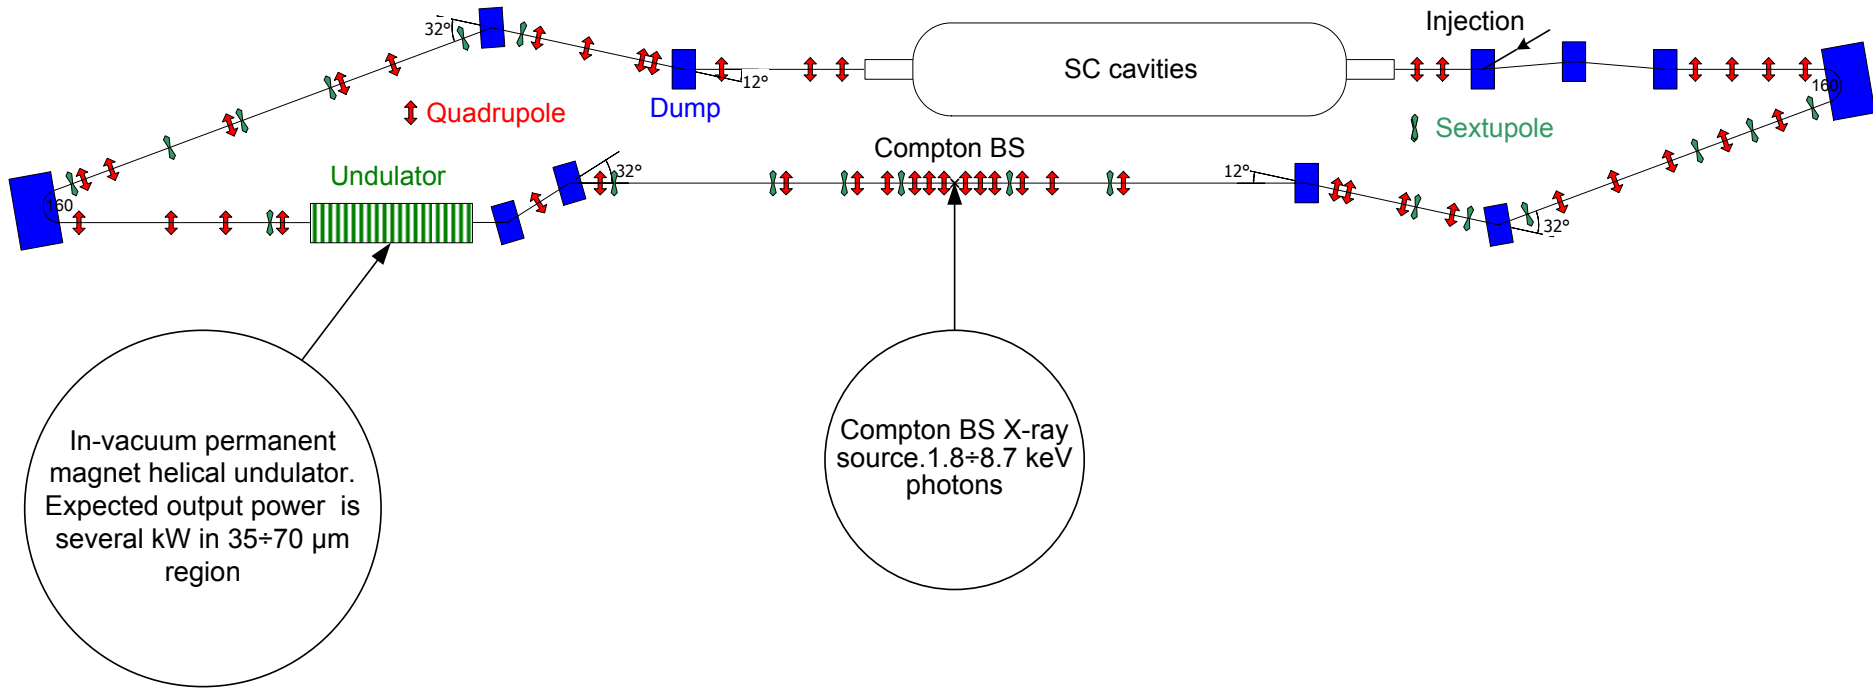 Injection
32°
SC cavities
12°
160
Quadrupole
Dump
Sextupole
Compton BS
Undulator
32°
12°
160
32°
In-vacuum permanent
magnet helical undulator.
Expected output power is
several kW in 35÷70 µm
region
Compton BS X-ray
source.1.8÷8.7 keV
photons